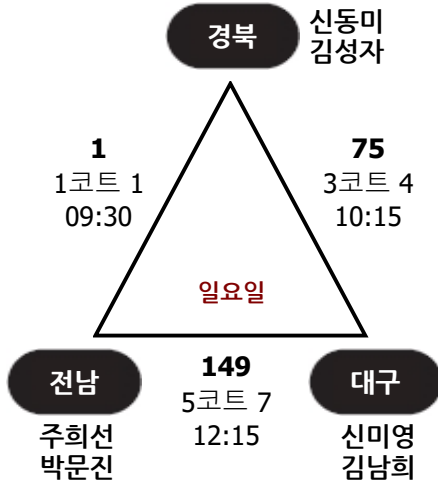 경북
신동미
김성자
1
1코트 1
09:30
75
3코트 4
10:15
일요일
전남
주희선
박문진
149
5코트 7
12:15
대구
신미영
김남희